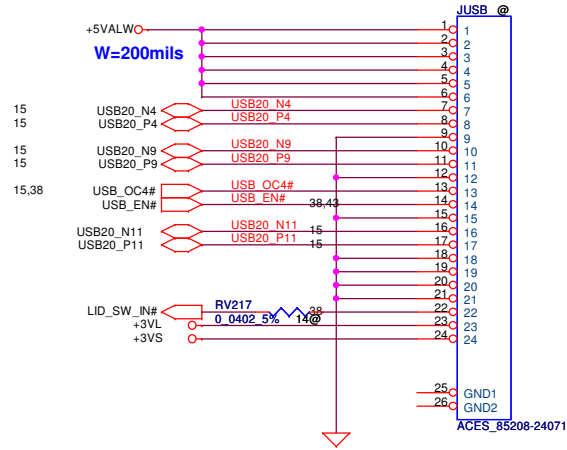 JUSB @
+5VALW 1 1
W=200mils 2 2
3 3
4 4
5 5
6 6
15 USB20_N4 USB20_N4 7 7
15 USB20_P4 USB20_P4 8 8
9 9
15 USB20_N9 USB20_N9 10 10
15 USB20_P9 USB20_P9 11 11
12 12
15,38 USB_OC4# USB_OC4# 13 13
USB_EN# USB_EN# 38,43 14 14
15 15
USB20_N11 USB20_N11 15 16 16
USB20_P11 USB20_P11 15 17 17
18 18
19 19
20 20
21 21
LID_SW_IN# RV217 38 22 22
+3VL 0_0402_5% 14@ 23 23
+3VS 24 24
25 GND1
26 GND2
ACES_85208-24071